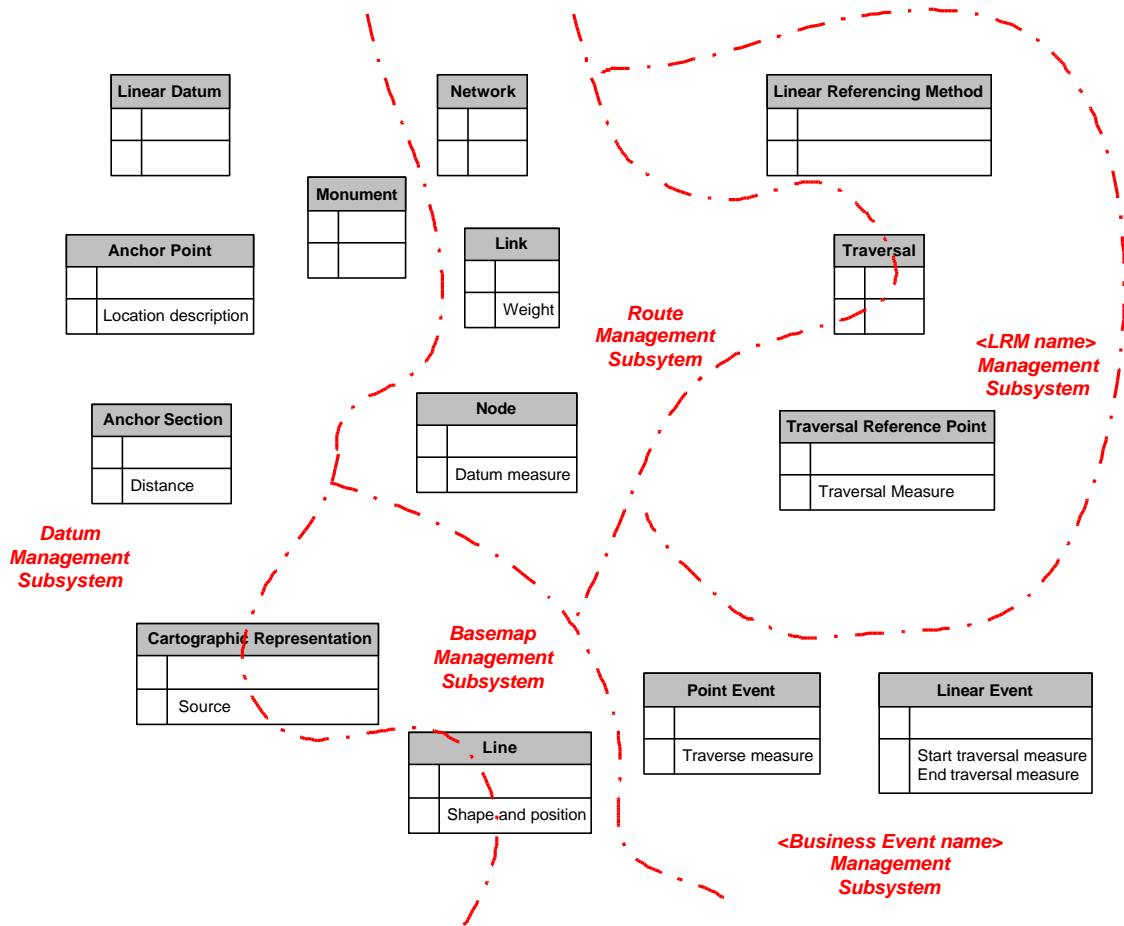 Linear Datum
Network
Linear Referencing Method
Monument
Anchor Point
Location description
Link
Weight
Traversal
Route
Management
Subsytem
<LRM name>
Management
Subsystem
Anchor Section
Distance
Node
Datum measure
Traversal Reference Point
Traversal Measure
Datum
Management
Subsystem
Cartographic Representation
Source
Basemap
Management
Subsystem
Point Event
Traverse measure
Linear Event
Start traversal measure
End traversal measure
Line
Shape and position
<Business Event name>
Management
Subsystem